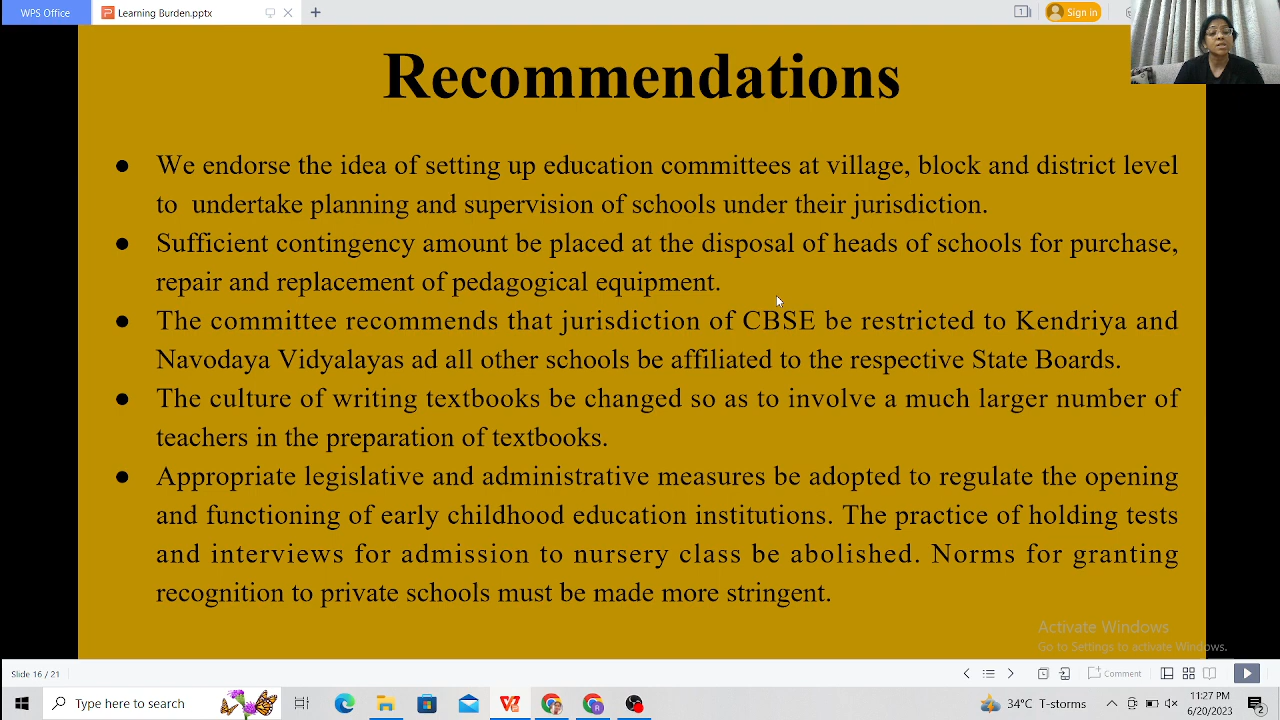 WPS Office
Learning Burden.pptx
Sign in
Recommendations
● We endorse the idea of setting up education committees at village, block and district level
to undertake planning and supervision of schools under their jurisdiction.
● Sufficient contingency amount be placed at the disposal of heads of schools for purchase,
repair and replacement of pedagogical equipment.
● The committee recommends that jurisdiction of CBSE be restricted to Kendriya and
Navodaya Vidyalayas ad all other schools be affiliated to the respective State Boards.
● The culture of writing textbooks be changed so as to involve a much larger number of
teachers in the preparation of textbooks.
● Appropriate legislative and administrative measures be adopted to regulate the opening
and functioning of early childhood education institutions. The practice of holding tests
and interviews for admission to nursery class be abolished. Norms for granting
recognition to private schools must be made more stringent.
Activate Windows
Go to Settings to activate Windows.
Slide 16 / 21
Comment
Type here to search
34°C T-storms
11:27 PM
6/20/2023
2